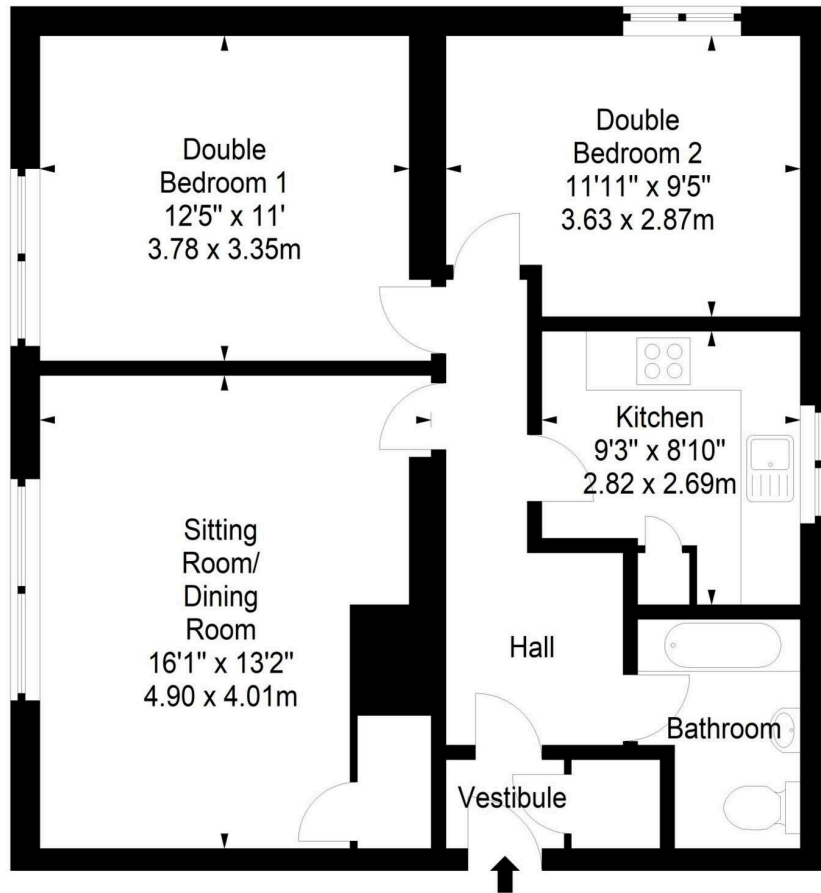 Double
Bedroom 1
12'5" x 11'
3.78 x 3.35m
Double
Bedroom 2
11'11" x 9'5"
3.63 x 2.87m
Kitchen
9'3" x 8'10"
2.82 x 2.69m
Sitting
Room/
Dining
Room
16'1" x 13'2"
4.90 x 4.01m
Hall
Bathroom
Vestibule